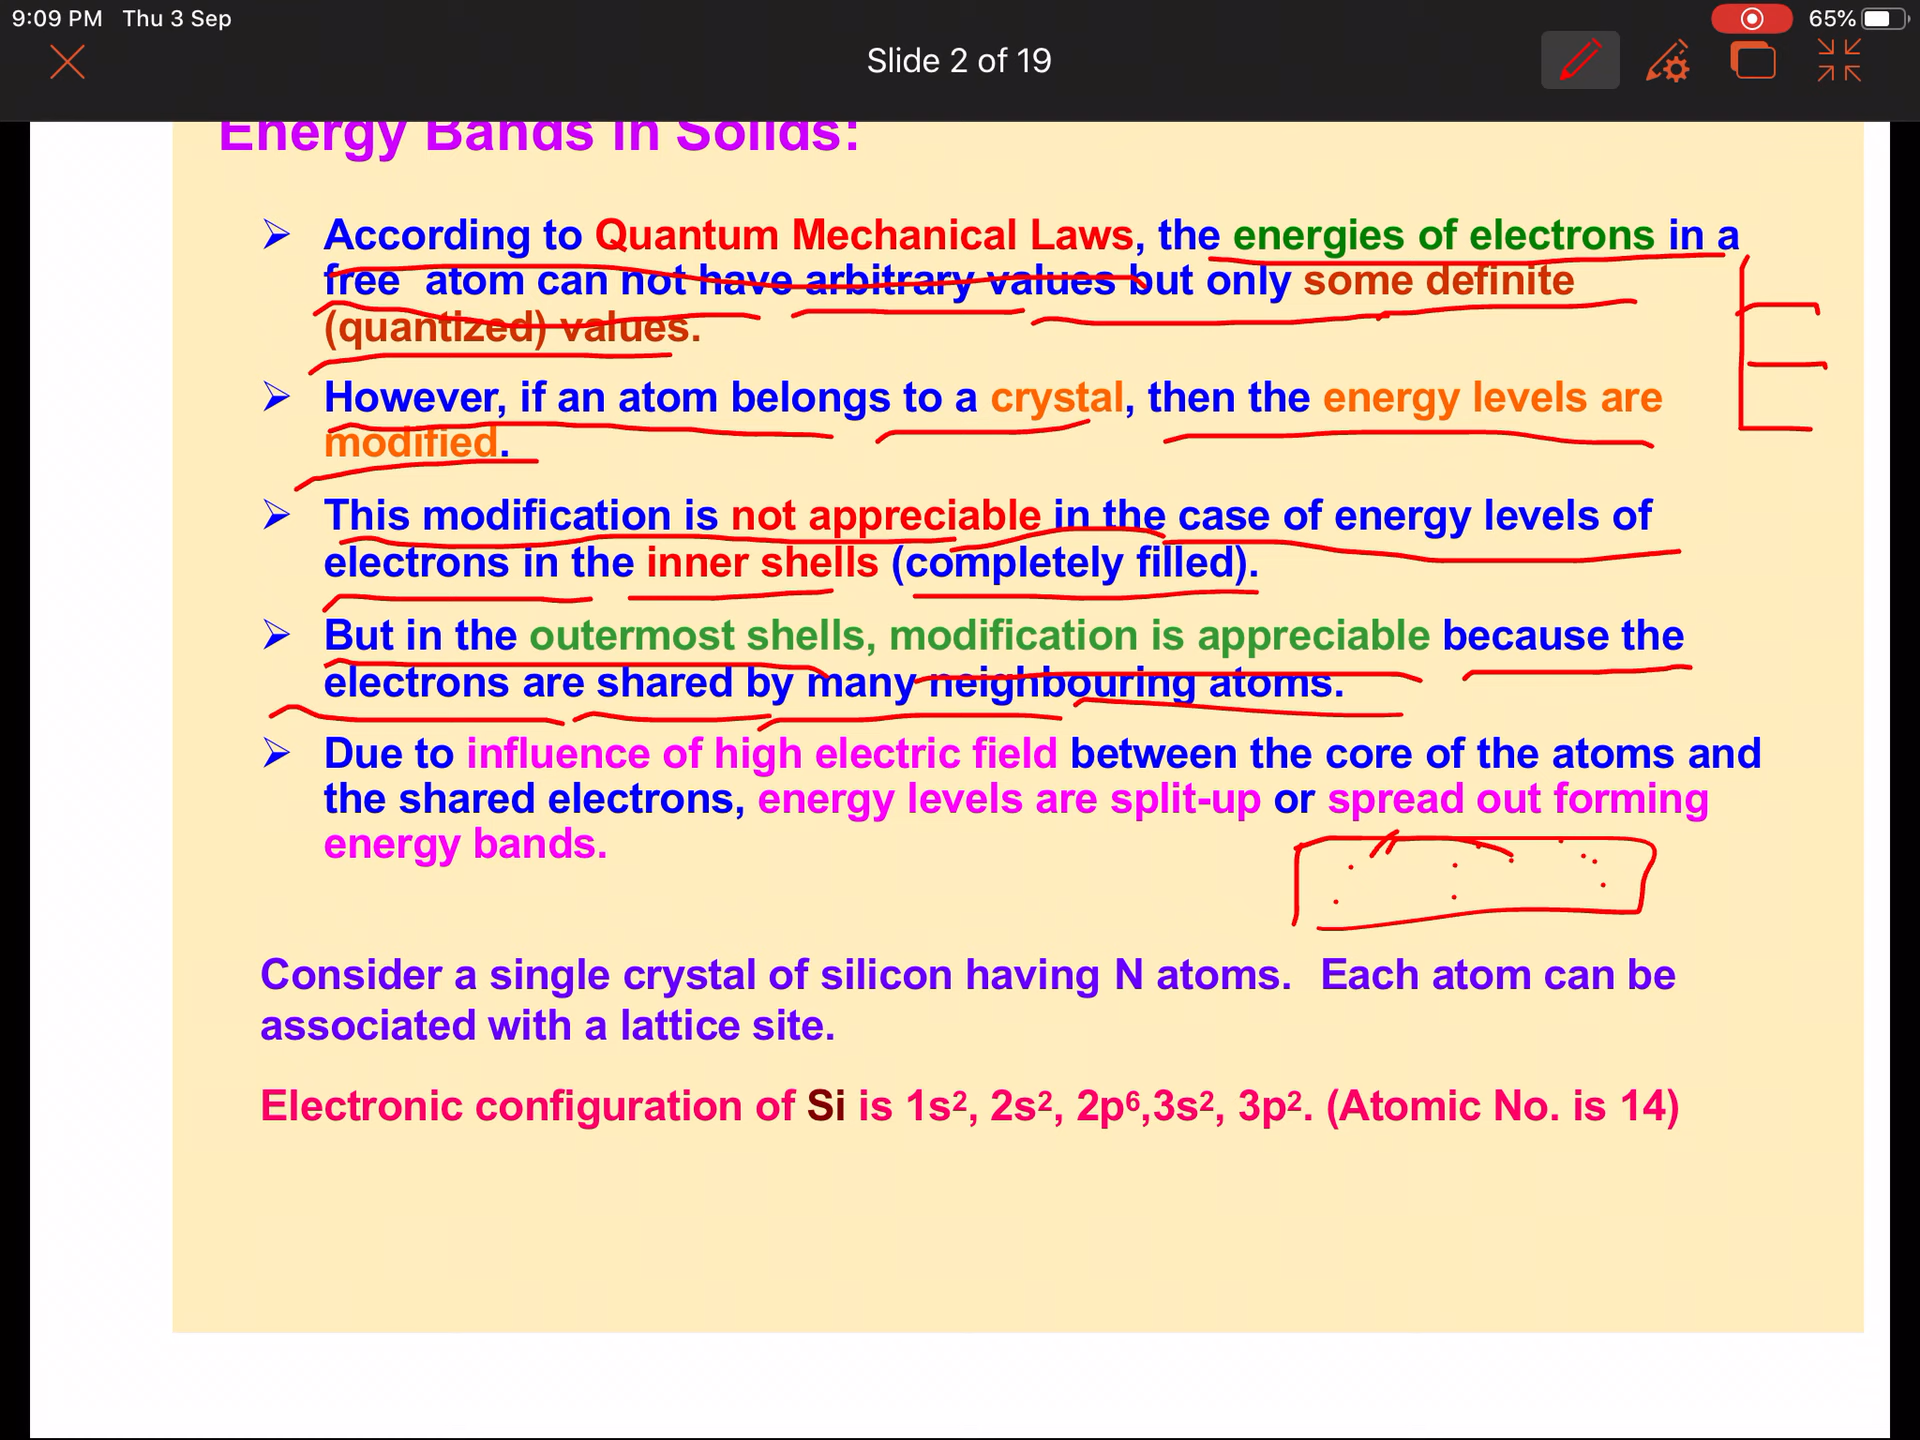 9:09 PM Thu 3 Sep
65%
Slide 2 of 19
Energy Bands in Solids:
➢ According to Quantum Mechanical Laws, the energies of electrons in a
free atom can not have arbitrary values but only some definite
(quantized) values.
➢ However, if an atom belongs to a crystal, then the energy levels are
modified.
➢ This modification is not appreciable in the case of energy levels of
electrons in the inner shells (completely filled).
➢ But in the outermost shells, modification is appreciable because the
electrons are shared by many neighbouring atoms.
➢ Due to influence of high electric field between the core of the atoms and
the shared electrons, energy levels are split-up or spread out forming
energy bands.
Consider a single crystal of silicon having N atoms. Each atom can be
associated with a lattice site.
Electronic configuration of Si is 1s², 2s², 2p⁶,3s², 3p². (Atomic No. is 14)